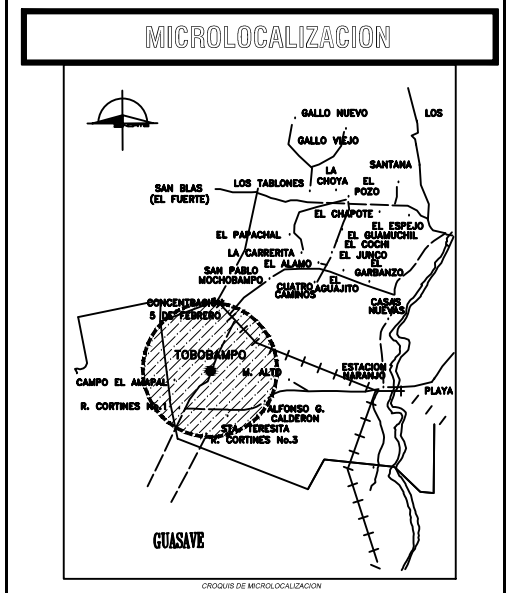 MICROLOCALIZACION
GALLO NUEVO
LOS
GALLO VIEJO
SANTANA
LA
CHOYA
EL
POZO
LOS TABLONES
SAN BLAS
(EL FUERTE)
EL CHAPOTE
EL ESPEJO
EL PAPACHAL
EL GUAMUCHIL
EL COCHI
LA CARRERITA
EL JUNCO
EL ALAMO
EL
GARBANZO
SAN PABLO
MOCHOBAMPO
EL
AGUAJITO
CUATRO
CAMINOS
CASAS
NUEVAS
CONCENTRACION
5 DE FEBRERO
TOBOBAMPO
ESTACION
NARANJO
M. ALTO
CAMPO EL AMAPAL
PLAYA
R. CORTINES No.1
ALFONSO G.
CALDERON
STA. TERESITA
R. CORTINES No.3
GUASAVE
CROQUIS DE MICROLOCALIZACION